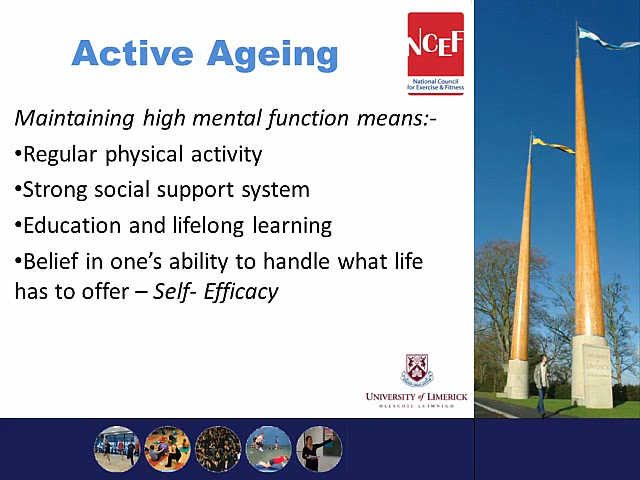 Active Ageing
NCEF
National Council
for Exercise & Fitness
Maintaining high mental function means:-
•Regular physical activity
•Strong social support system
•Education and lifelong learning
•Belief in one's ability to handle what life
has to offer – Self- Efficacy
UNIVERSITY of LIMERICK
OLLSCOIL LUIMNIGH
LIMERICK